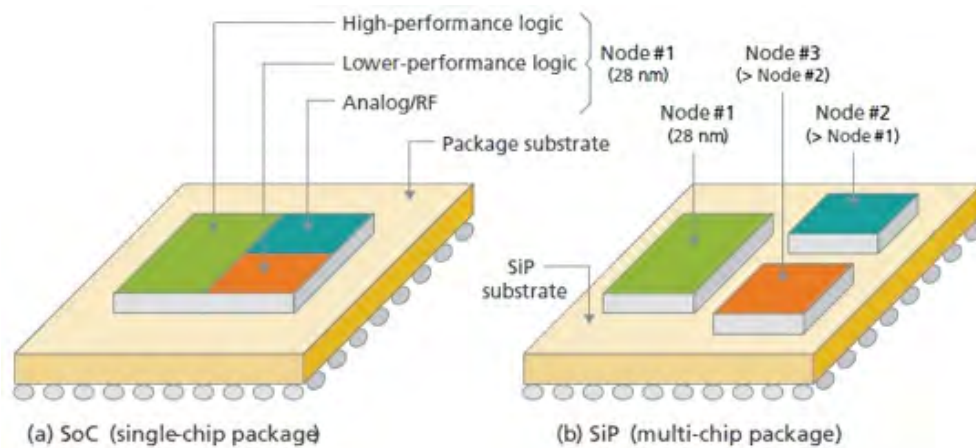 High-performance logic
Lower-performance logic
Analog/RF
Node #1
(28 nm)
Package substrate
(a) SoC (single-chip package)
Node #1
(28 nm)
Node #3
(> Node #2)
Node #2
(> Node #1)
SiP
substrate
(b) SiP (multi-chip package)